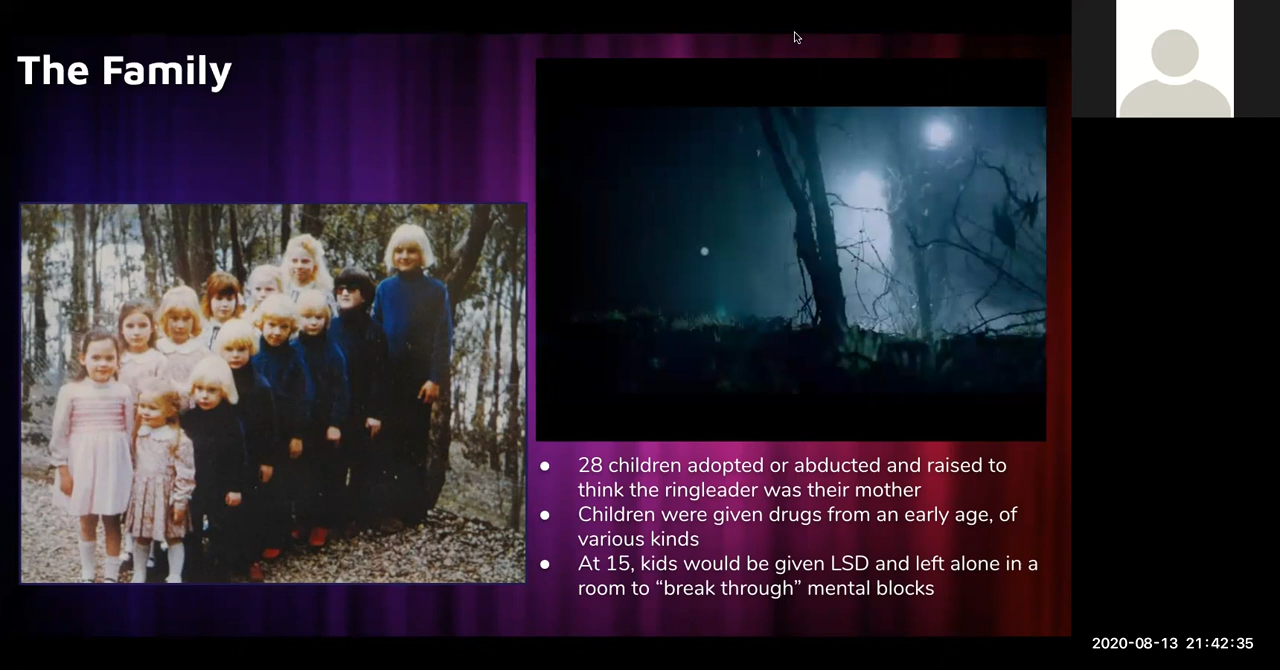 The Family
● 28 children adopted or abducted and raised to
think the ringleader was their mother
● Children were given drugs from an early age, of
various kinds
● At 15, kids would be given LSD and left alone in a
room to “break through” mental blocks
2020-08-13 21:42:35